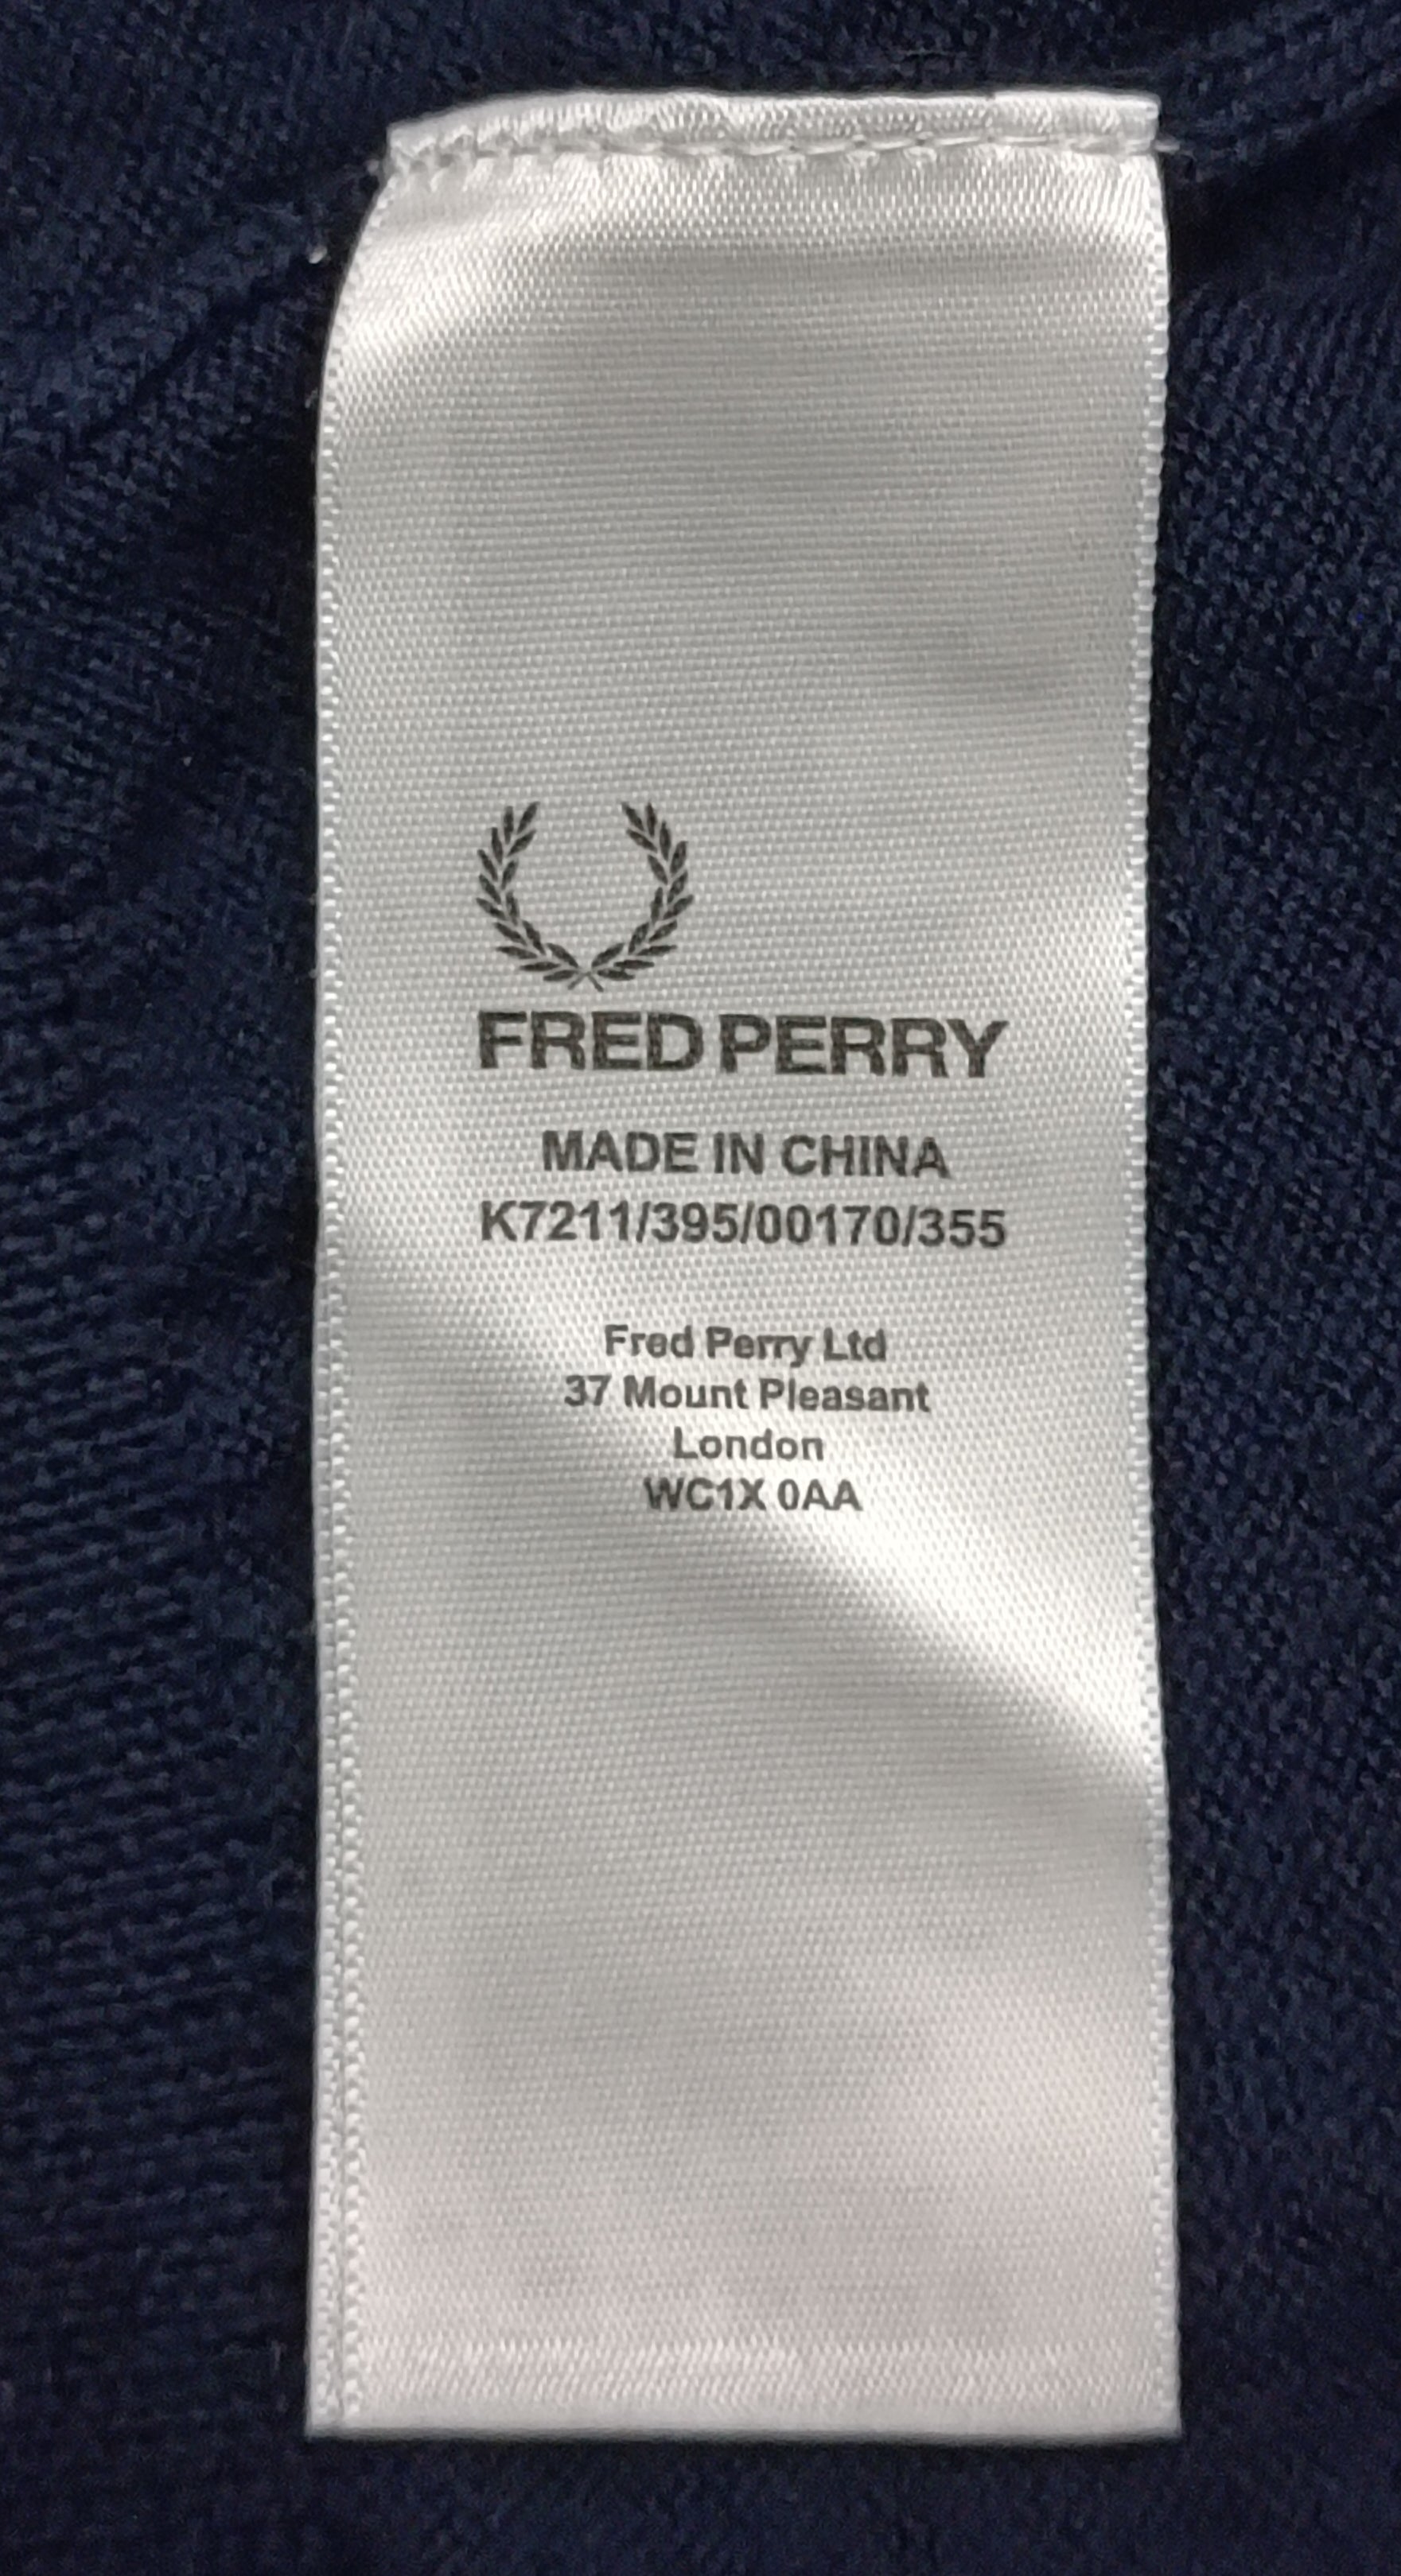 FRED PERRY
MADE IN CHINA
K7211/395/00170/355
Fred Perry Ltd
37 Mount Pleasant
London
WC1X 0AA